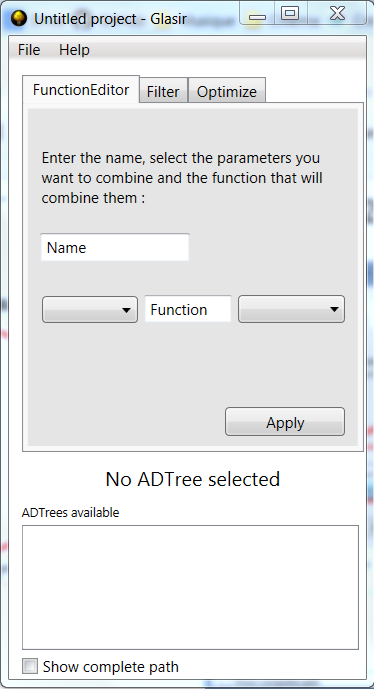 Untitled project - Glasir
File Help
FunctionEditor Filter Optimize
Enter the name, select the parameters you
want to combine and the function that will
combine them :
Name
Function
Apply
No ADTree selected
ADTrees available
Show complete path